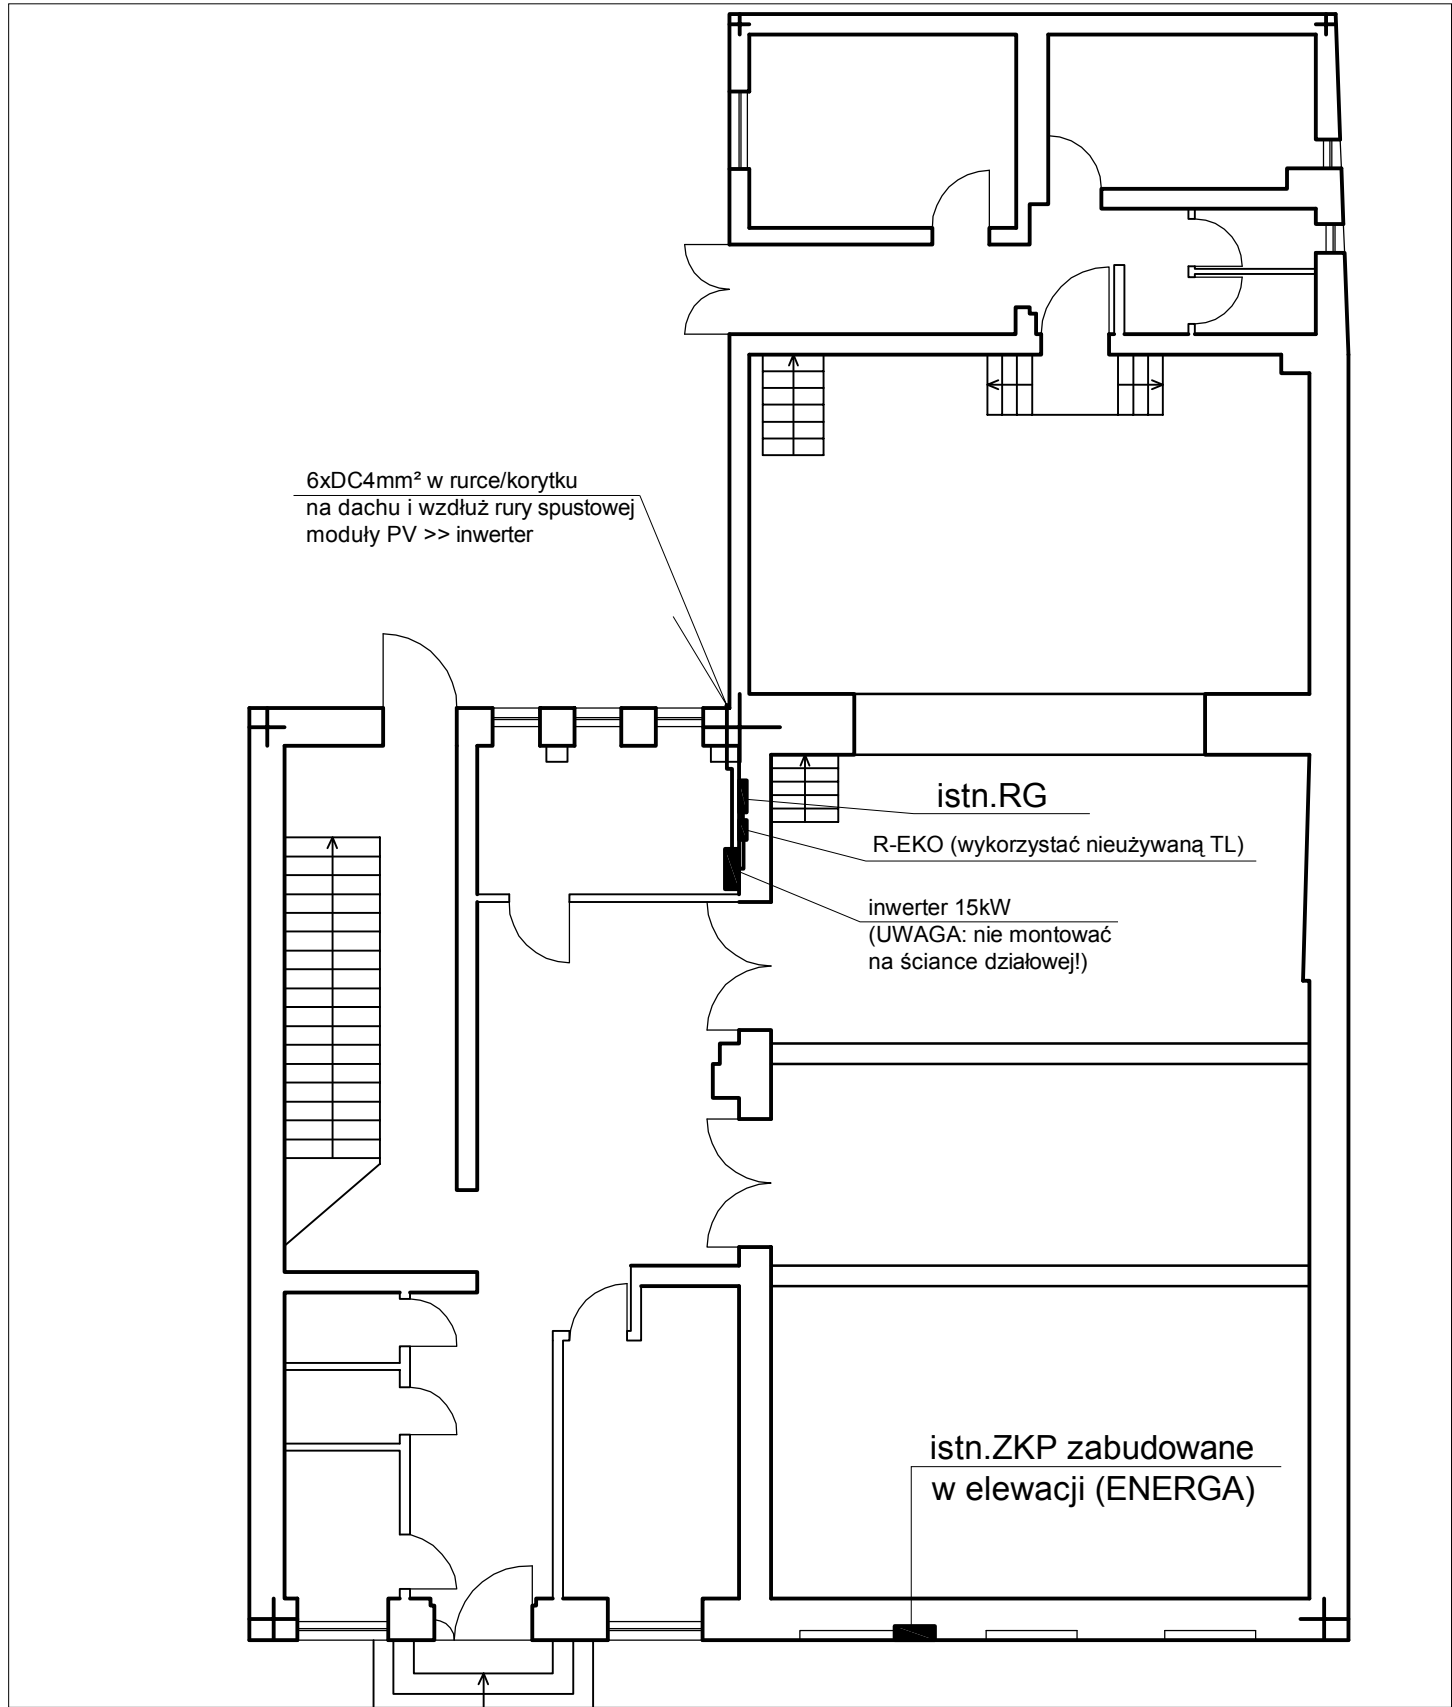 6xDC4mm² w rurce/korytku
na dachu i wzdłuż rury spustowej
moduły PV >> inwerter
istn.RG
R-EKO (wykorzystać nieużywaną TL)
inwerter 15kW
(UWAGA: nie montować
na ściance działowej!)
istn.ZKP zabudowane
w elewacji (ENERGA)